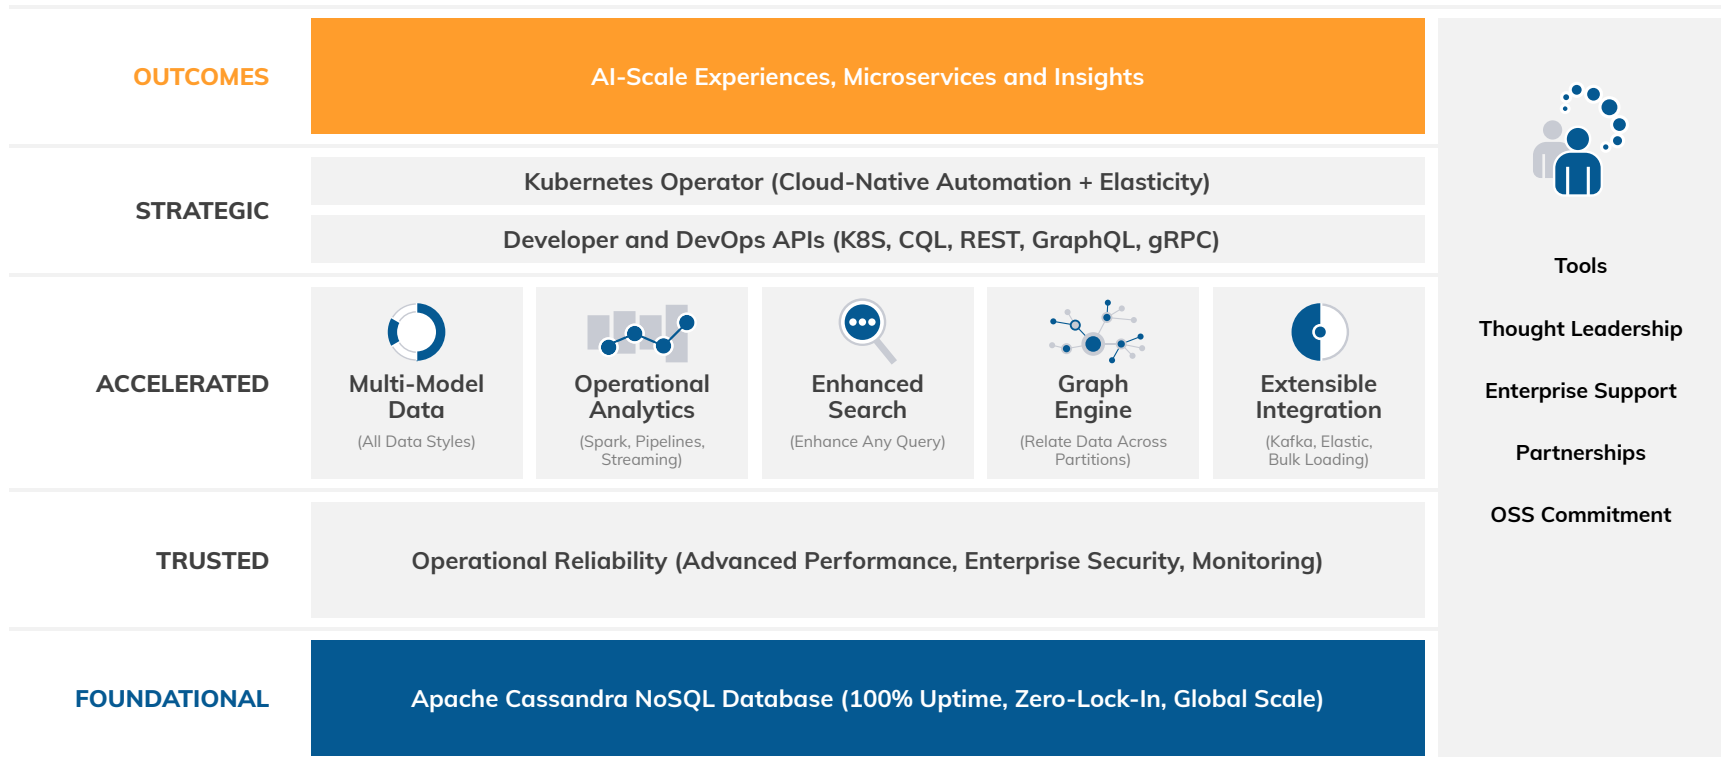 OUTCOMES
AI-Scale Experiences, Microservices and Insights
STRATEGIC
Kubernetes Operator (Cloud-Native Automation + Elasticity)
Developer and DevOps APIs (K8S, CQL, REST, GraphQL, gRPC)
ACCELERATED
Multi-Model
Data
(All Data Styles)
Operational
Analytics
(Spark, Pipelines,
Streaming)
Enhanced
Search
(Enhance Any Query)
Graph
Engine
(Relate Data Across
Partitions)
Extensible
Integration
(Kafka, Elastic,
Bulk Loading)
TRUSTED
Operational Reliability (Advanced Performance, Enterprise Security, Monitoring)
FOUNDATIONAL
Apache Cassandra NoSQL Database (100% Uptime, Zero-Lock-In, Global Scale)
Tools
Thought Leadership
Enterprise Support
Partnerships
OSS Commitment